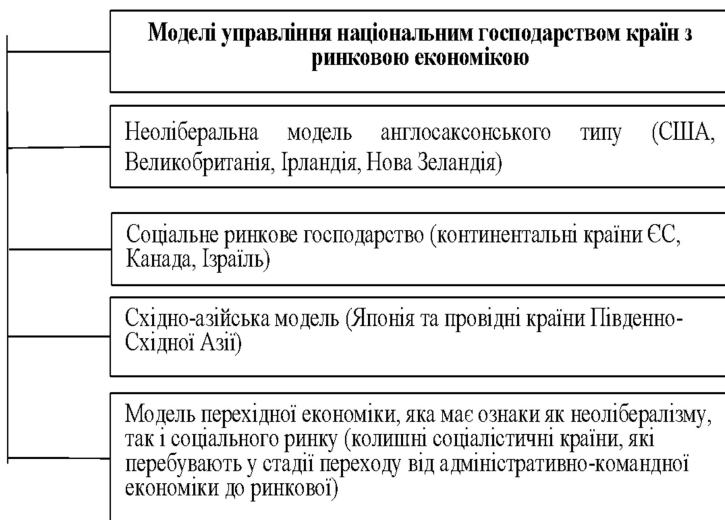 Моделі управління національним господарством країн з
ринковою економікою
Неоліберальна модель англосаксонського типу (США,
Великобританія, Ірландія, Нова Зеландія)
Соціальне ринкове господарство (континентальні країни ЄС,
Канада, Ізраїль)
Східно-азійська модель (Японія та провідні країни Південно-
Східної Азії)
Модель перехідної економіки, яка має ознаки як неолібералізму,
так і соціального ринку (колишні соціалістичні країни, які
перебувають у стадії переходу від адміністративно-командної
економіки до ринкової)